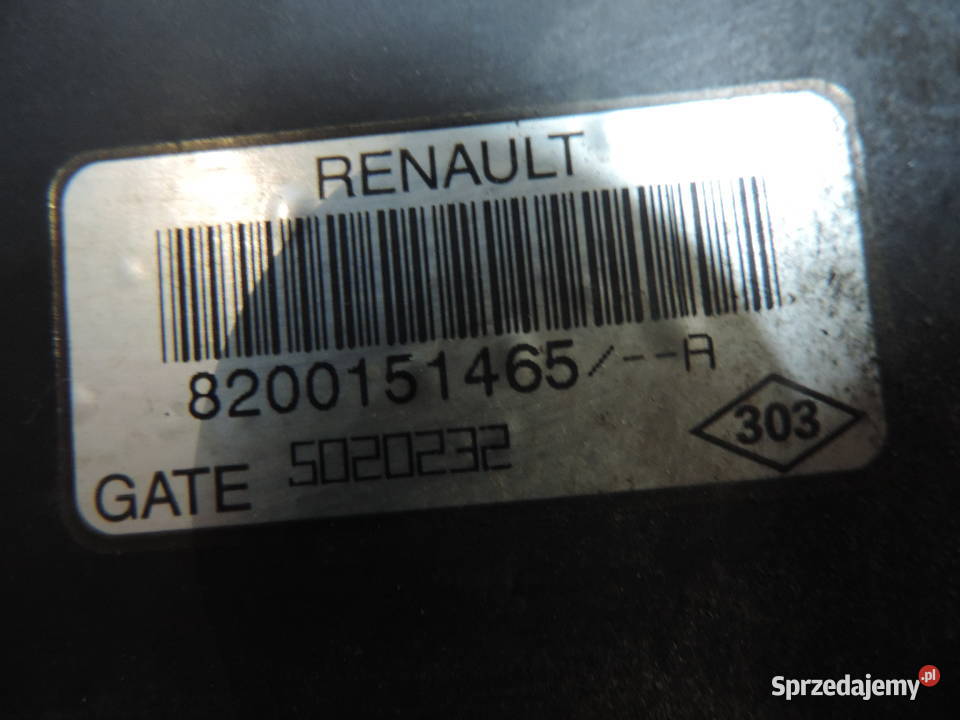 RENAULT
8200151465/--A
303
GATE 5020232
Sprzedajemy.pl